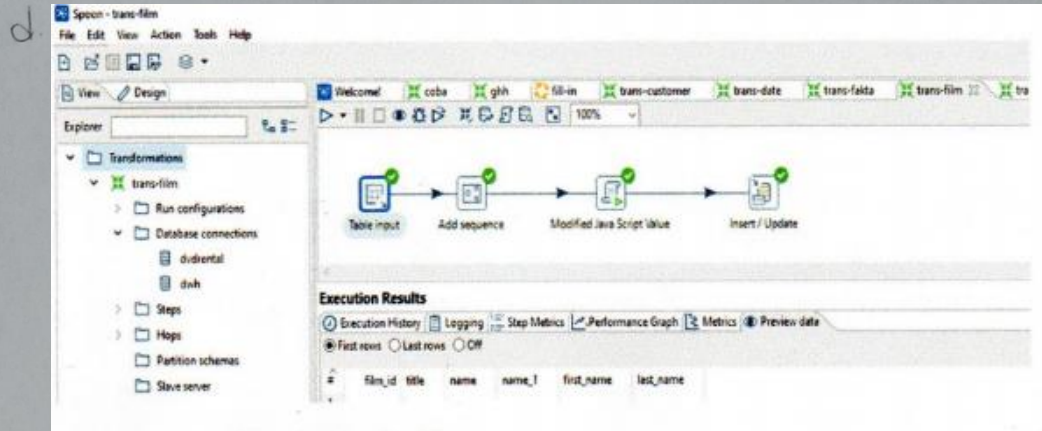 d.
Spoon - trans-film
File Edit View Action Tools Help
View Design
Welcome! coba ghh fill-in trans-customer trans-date trans-fakta trans-film tra
Explorer
100%
Transformations
trans-film
Run configurations
Database connections
dvdrental
dwh
Steps
Hops
Partition schemas
Slave server
Table input Add sequence Modified Java Script Value Insert / Update
Execution Results
Execution History Logging Step Metrics Performance Graph Metrics Preview data
First rows Last rows Off
# film_id title name name_1 first_name last_name